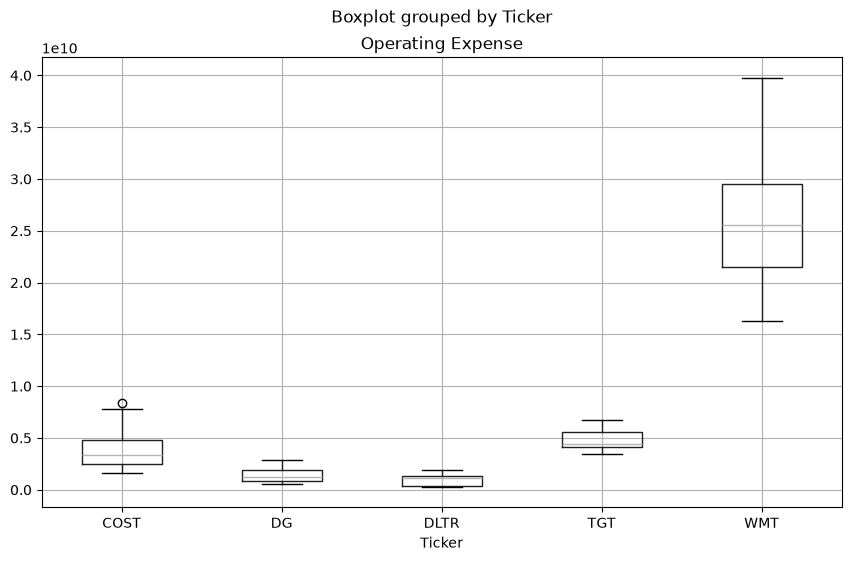 Boxplot grouped by Ticker
Operating Expense
1e10
4.0
3.5
3.0
2.5
2.0
1.5
1.0
0.5
0.0
COST DG DLTR TGT WMT
Ticker